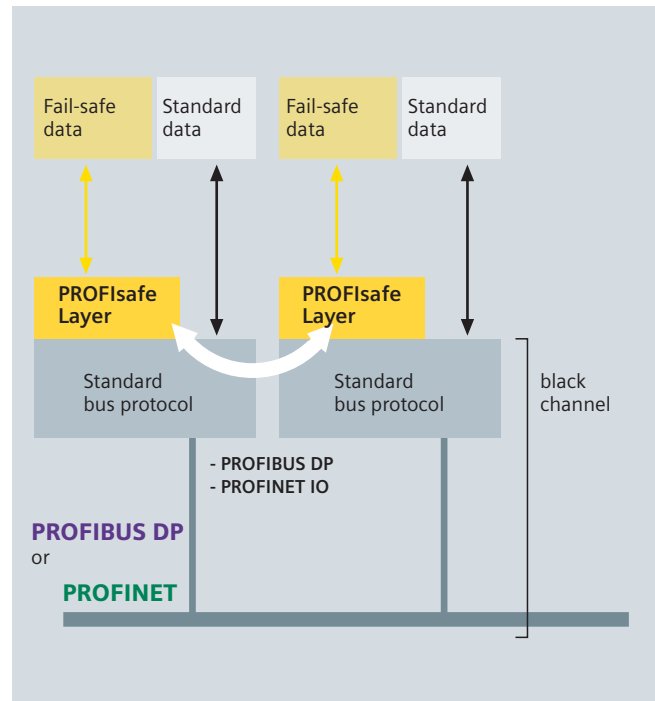 Fail-safe
data
Standard
data
Fail-safe
data
Standard
data
PROFIsafe
Layer
PROFIsafe
Layer
Standard
bus protocol
Standard
bus protocol
black
channel
- PROFIBUS DP
- PROFINET IO
PROFIBUS DP
or
PROFINET